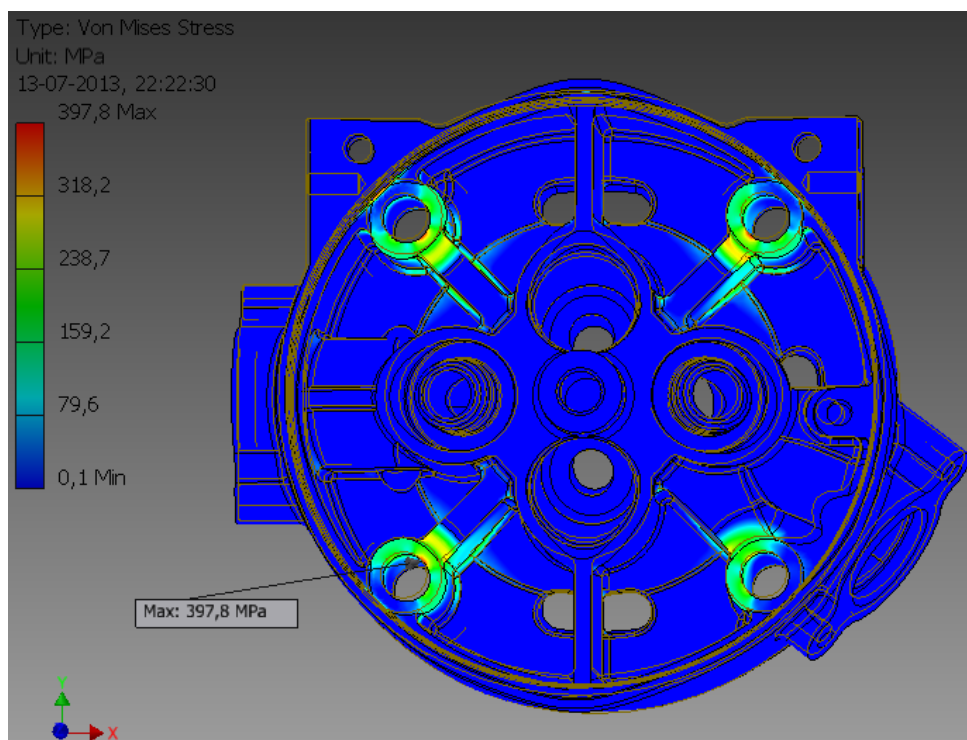 Type: Von Mises Stress
Unit: MPa
13-07-2013, 22:22:30
397,8 Max
318,2
238,7
159,2
79,6
0,1 Min
Max: 397,8 MPa
Y
X